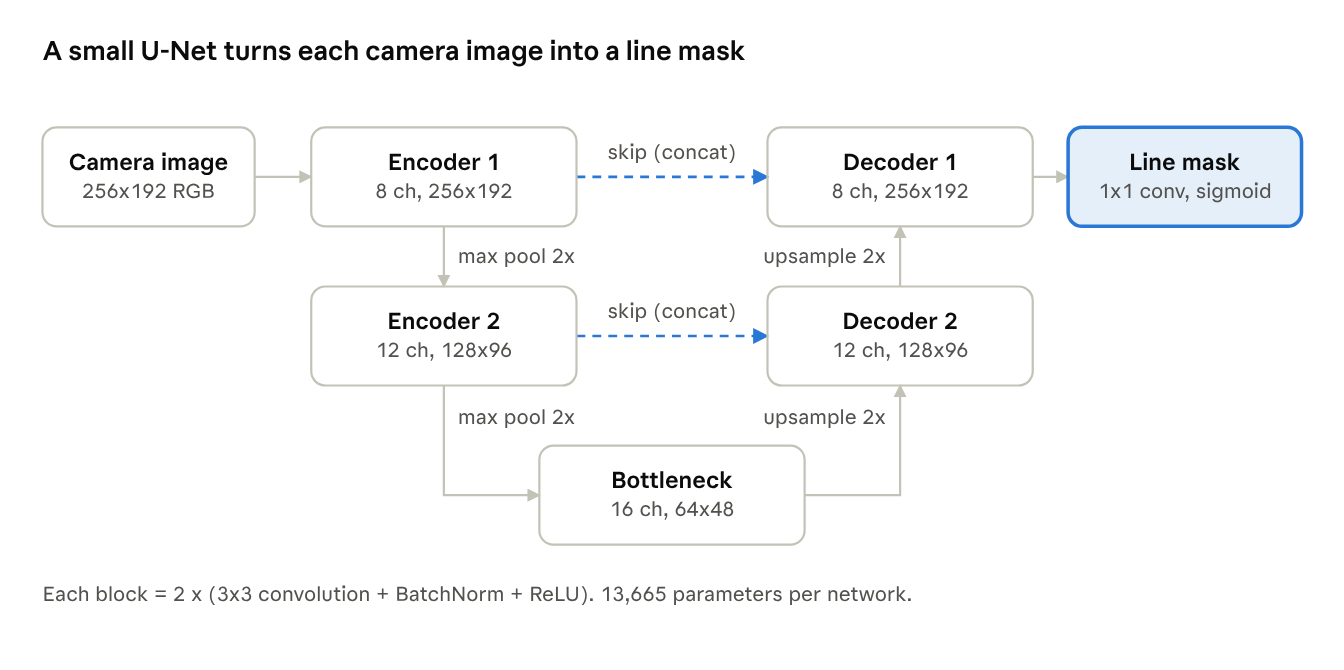 A small U-Net turns each camera image into a line mask
Camera image
256x192 RGB
Encoder 1
8 ch, 256x192
skip (concat)
Decoder 1
8 ch, 256x192
Line mask
1x1 conv, sigmoid
max pool 2x
upsample 2x
Encoder 2
12 ch, 128x96
skip (concat)
Decoder 2
12 ch, 128x96
max pool 2x
upsample 2x
Bottleneck
16 ch, 64x48
Each block = 2 x (3x3 convolution + BatchNorm + ReLU). 13,665 parameters per network.